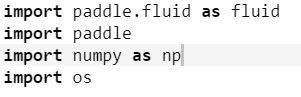 import paddle.fluid as fluid
import paddle
import numpy as np
import os